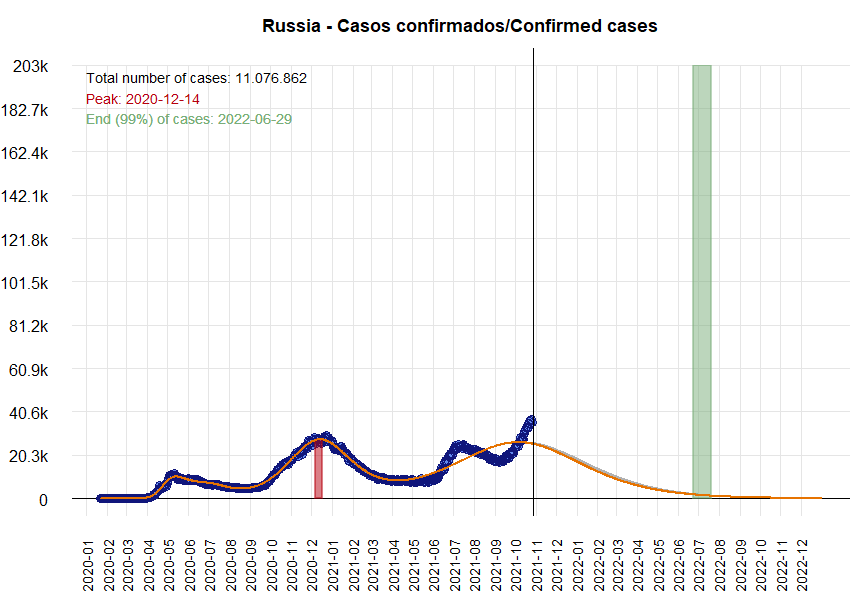 Russia - Casos confirmados/Confirmed cases
203k
Total number of cases: 11.076.862
Peak: 2020-12-14
End (99%) of cases: 2022-06-29
182.7k
162.4k
142.1k
121.8k
101.5k
81.2k
60.9k
40.6k
20.3k
0
2020-01
2020-02
2020-03
2020-04
2020-05
2020-06
2020-07
2020-08
2020-09
2020-10
2020-11
2020-12
2021-01
2021-02
2021-03
2021-04
2021-05
2021-06
2021-07
2021-08
2021-09
2021-10
2021-11
2021-12
2022-01
2022-02
2022-03
2022-04
2022-05
2022-06
2022-07
2022-08
2022-09
2022-10
2022-11
2022-12